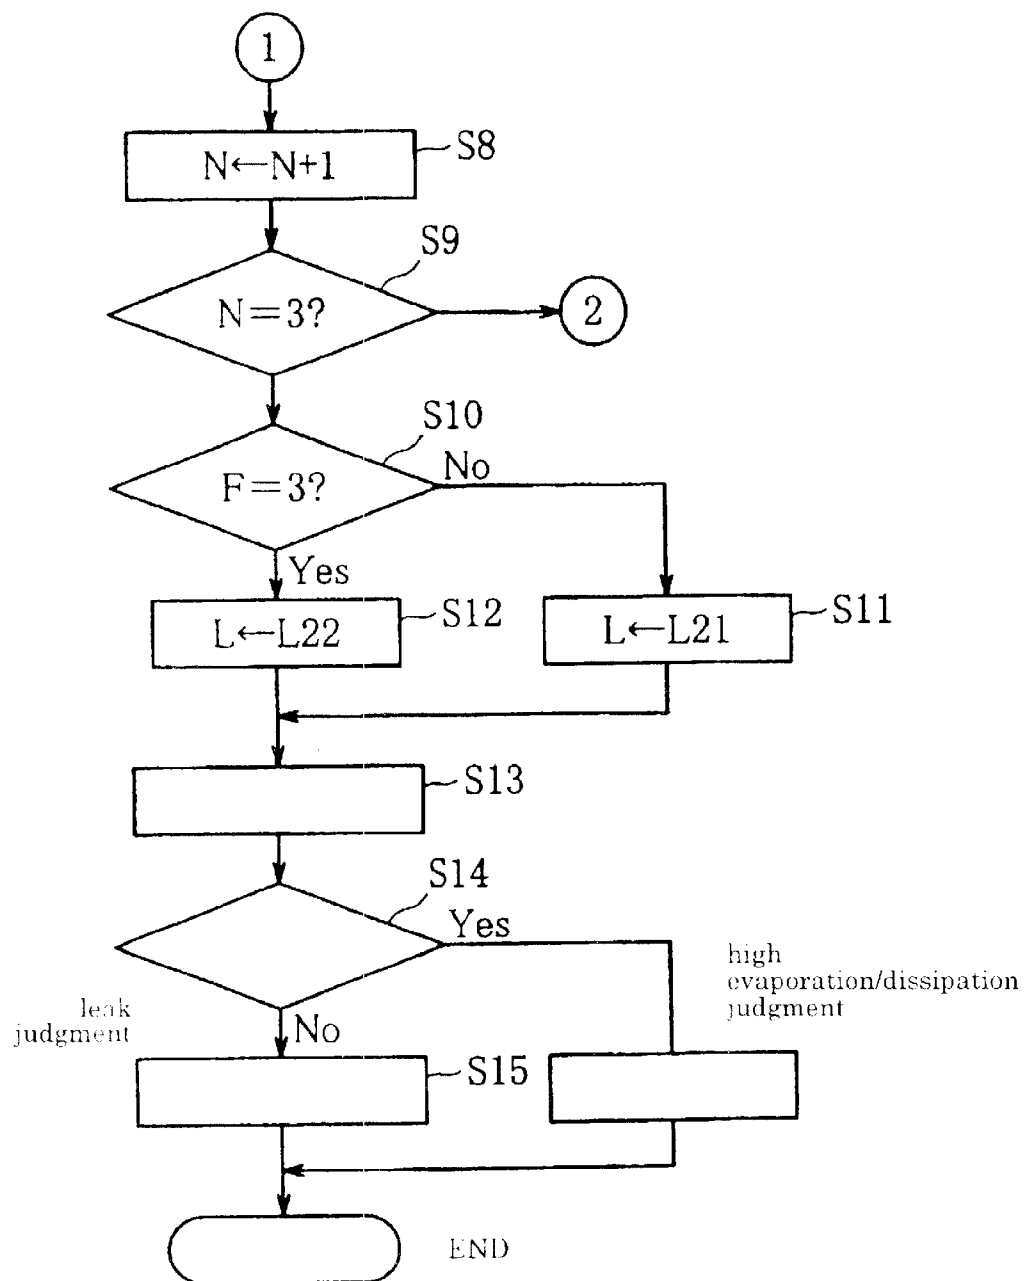 1
N←N+1
S8
S9
N=3?
2
S10
F=3?
No
Yes
L←L22
S12
L←L21
S11
S13
S14
Yes
high
evaporation/dissipation
judgment
leak
judgment
No
S15
END